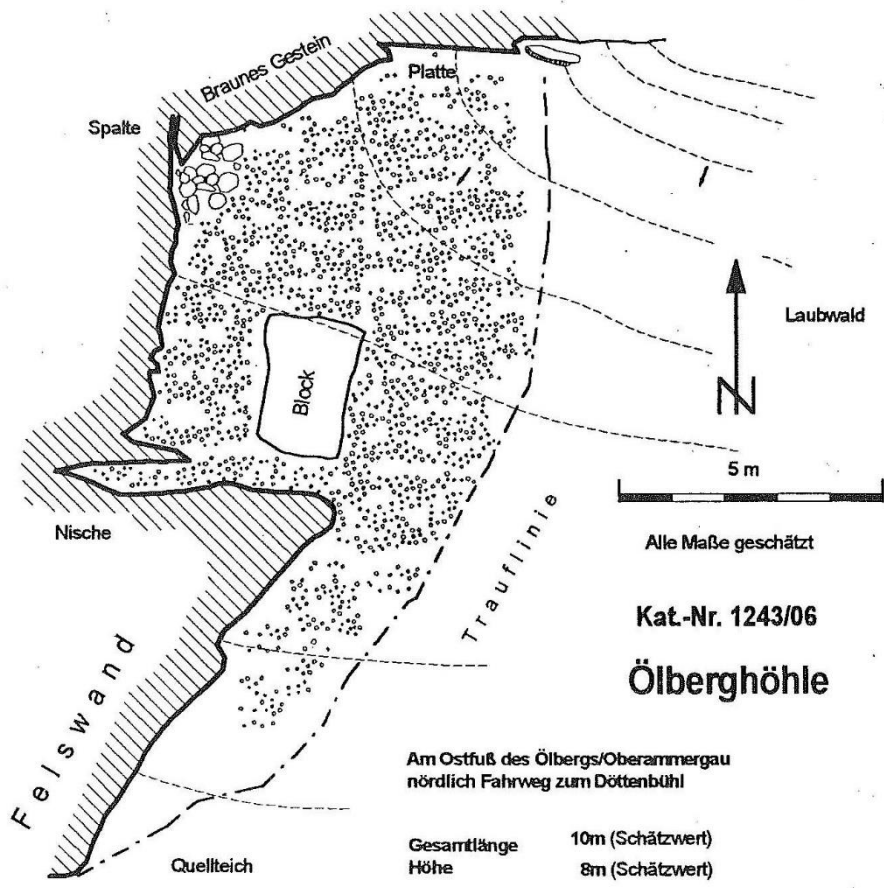 Braunes Gestein
Platte
Spalte
Block
Laubwald
N
5 m
Nische
Alle Maße geschätzt
Trauflinie
Felswand
Kat.-Nr. 1243/06
Ölberghöhle
Am Ostfuß des Ölbergs/Oberammergau
nördlich Fahrweg zum Döttenbühl
Gesamtlänge 10m (Schätzwert)
Höhe 8m (Schätzwert)
Quellteich